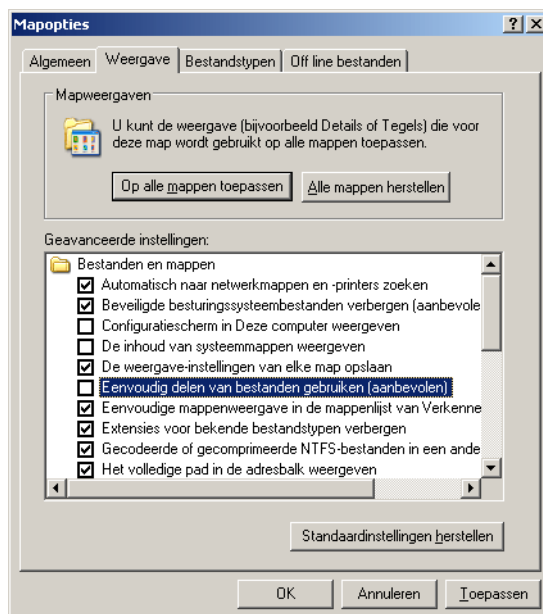 Mapopties
Algemeen Weergave Bestandstypen Off line bestanden
Mapweergaven
U kunt de weergave (bijvoorbeeld Details of Tegels) die voor
deze map wordt gebruikt op alle mappen toepassen.
Op alle mappen toepassen Alle mappen herstellen
Geavanceerde instellingen:
Bestanden en mappen
Automatisch naar netwerkmappen en -printers zoeken
Beveiligde besturingssysteembestanden verbergen (aanbevole
Configuratiescherm in Deze computer weergeven
De inhoud van systeemmappen weergeven
De weergave-instellingen van elke map opslaan
Eenvoudig delen van bestanden gebruiken (aanbevolen)
Eenvoudige mappenweergave in de mappenlijst van Verkenne
Extensies voor bekende bestandstypen verbergen
Gecodeerde of gecomprimeerde NTFS-bestanden in een ande
Het volledige pad in de adresbalk weergeven
Standaardinstellingen herstellen
OK Annuleren Toepassen